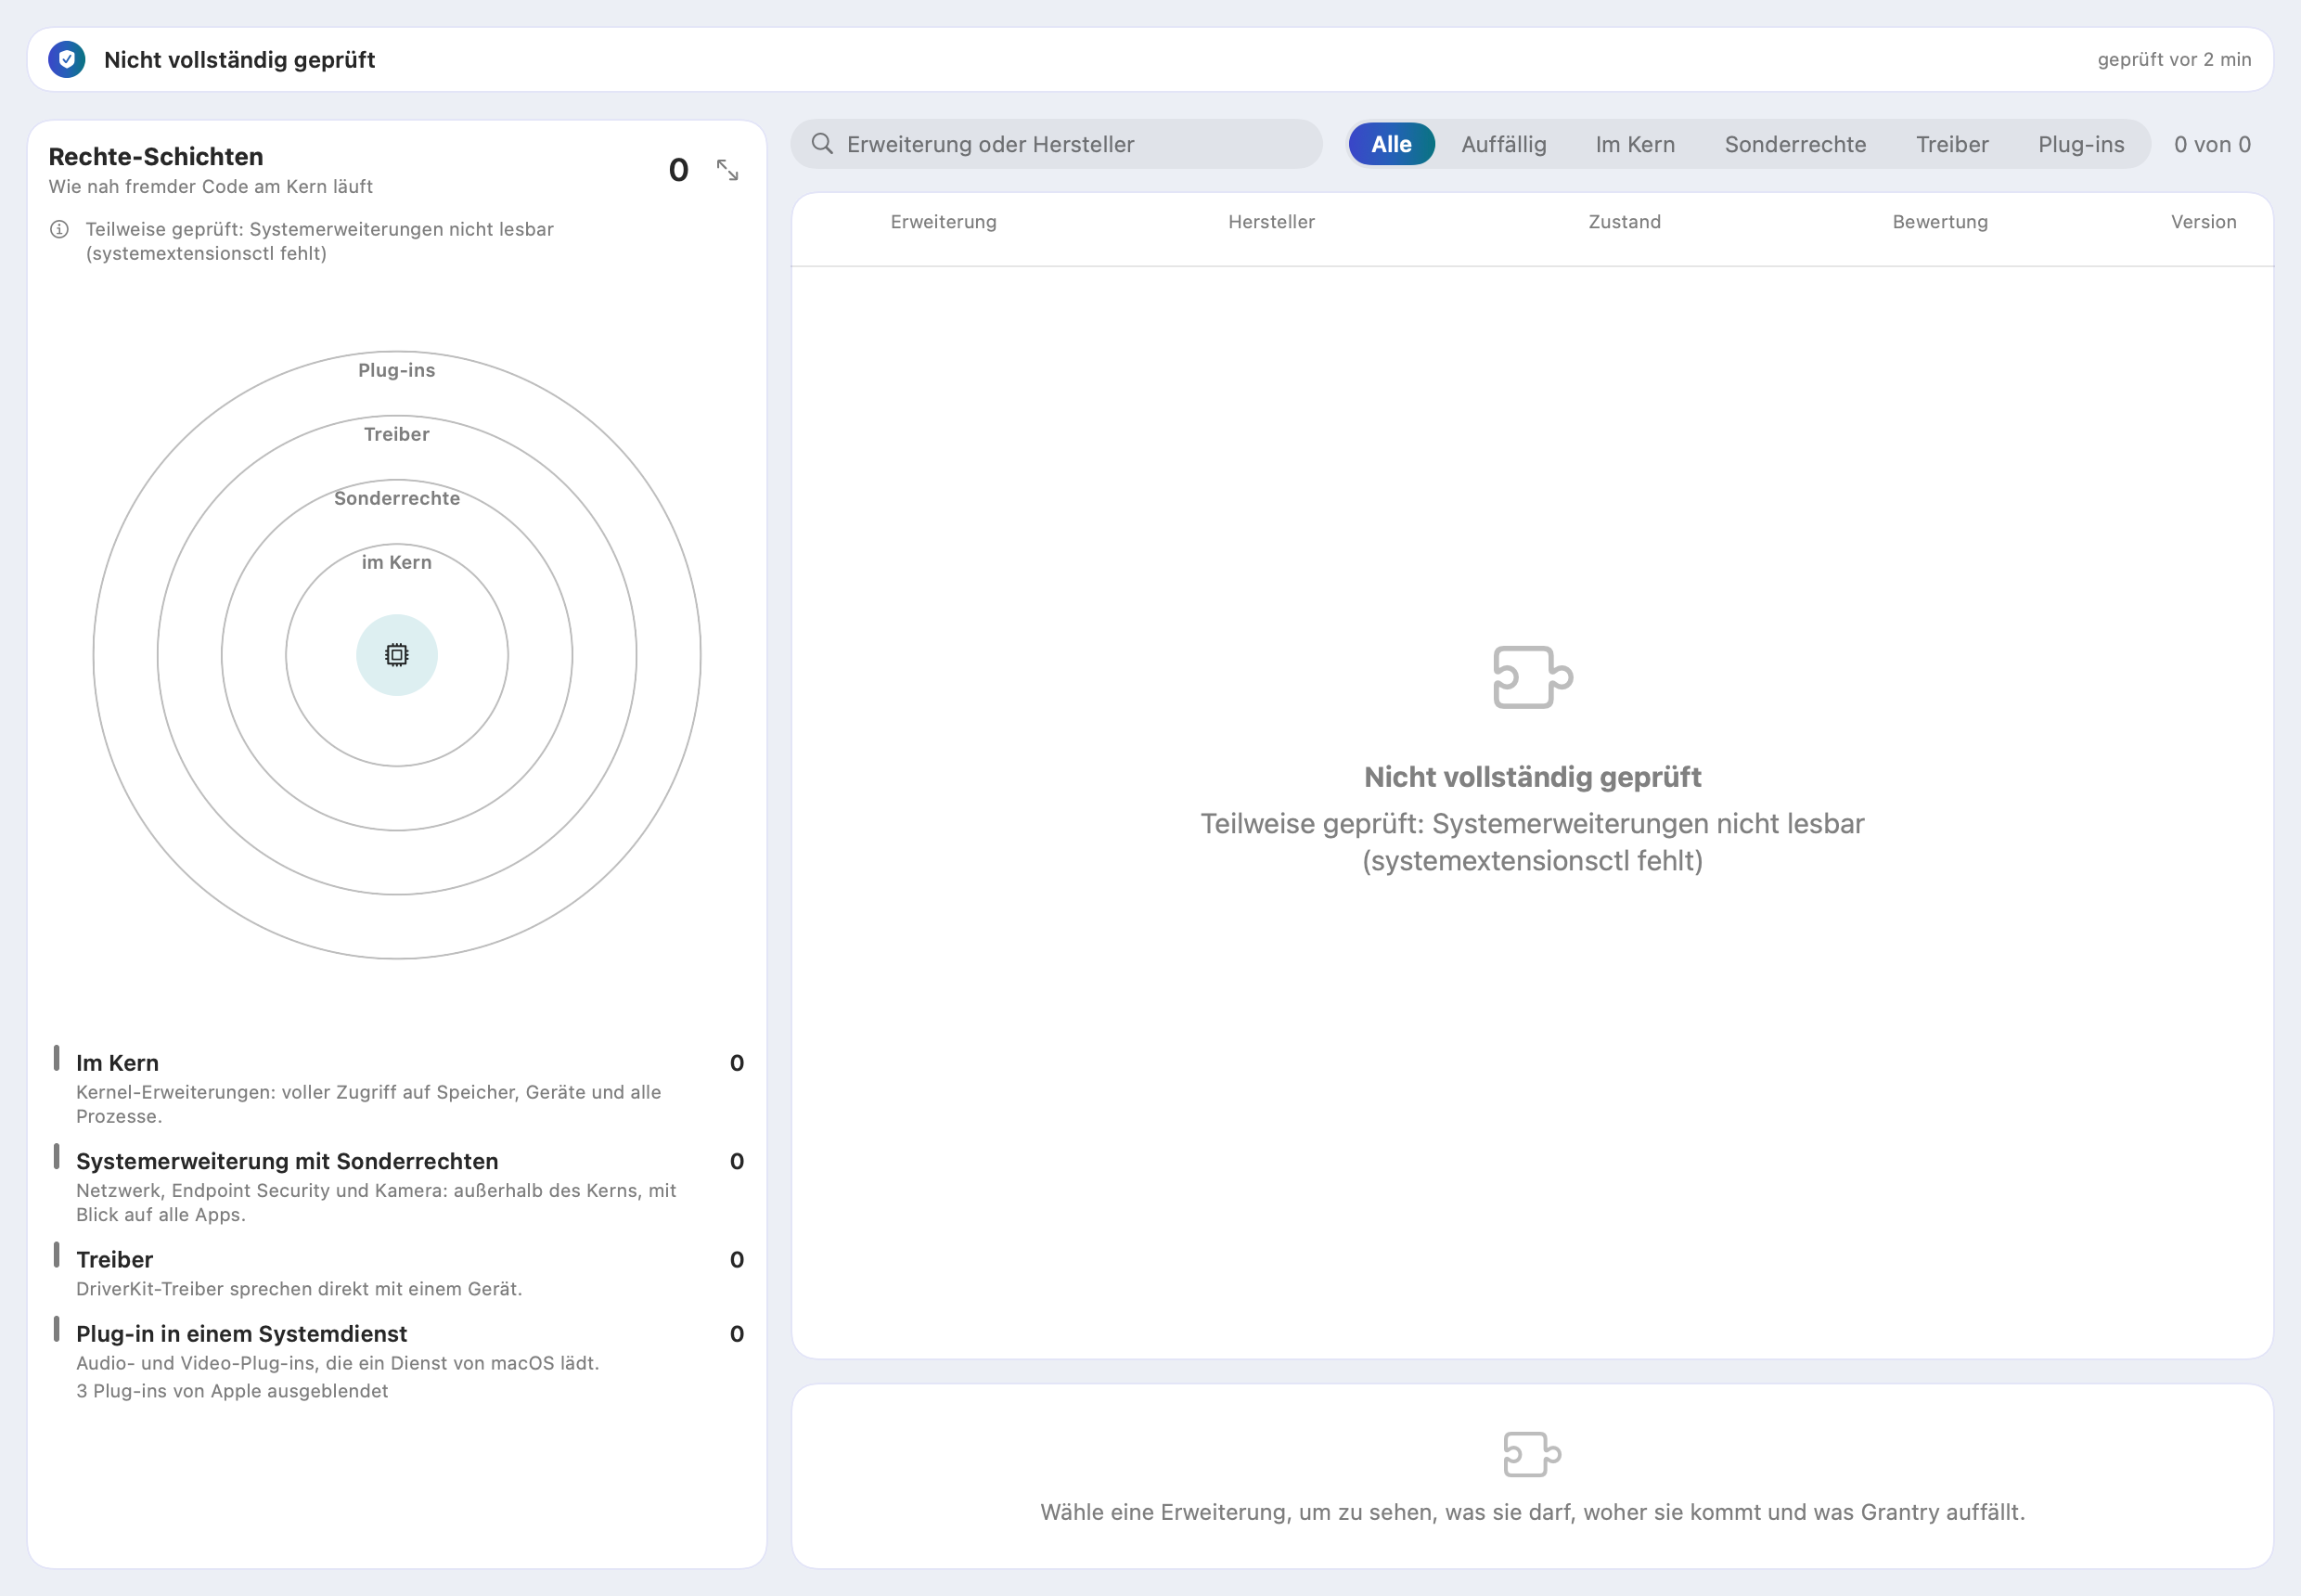 Nicht vollständig geprüft
geprüft vor 2 min
Rechte-Schichten
0
Wie nah fremder Code am Kern läuft
Teilweise geprüft: Systemerweiterungen nicht lesbar
(systemextensionsctl fehlt)
Plug-ins
Treiber
Sonderrechte
im Kern
Im Kern
0
Kernel-Erweiterungen: voller Zugriff auf Speicher, Geräte und alle
Prozesse.
Systemerweiterung mit Sonderrechten
0
Netzwerk, Endpoint Security und Kamera: außerhalb des Kerns, mit
Blick auf alle Apps.
Treiber
0
DriverKit-Treiber sprechen direkt mit einem Gerät.
Plug-in in einem Systemdienst
0
Audio- und Video-Plug-ins, die ein Dienst von macOS lädt.
3 Plug-ins von Apple ausgeblendet
Erweiterung oder Hersteller
Alle
Auffällig
Im Kern
Sonderrechte
Treiber
Plug-ins
0 von 0
Erweiterung
Hersteller
Zustand
Bewertung
Version
Nicht vollständig geprüft
Teilweise geprüft: Systemerweiterungen nicht lesbar
(systemextensionsctl fehlt)
Wähle eine Erweiterung, um zu sehen, was sie darf, woher sie kommt und was Grantry auffällt.